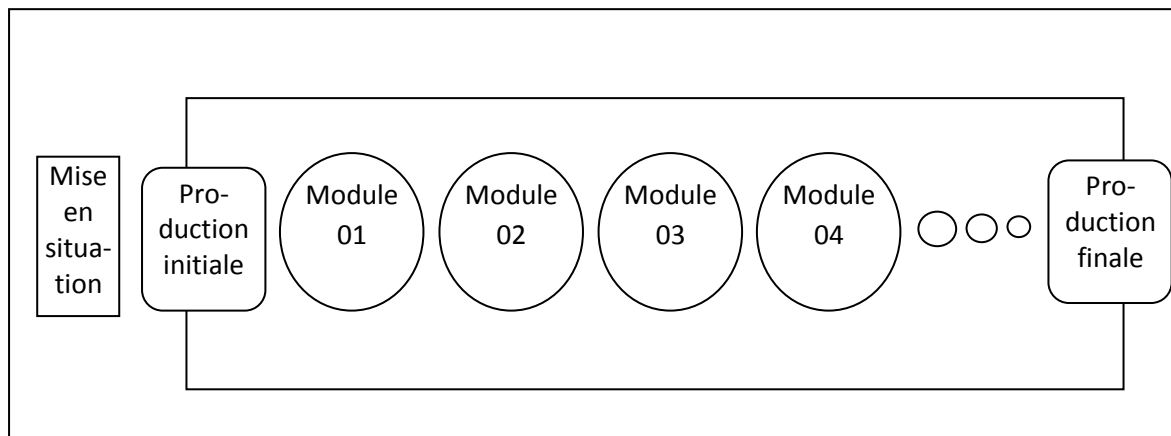 Mise
en
situa-
tion
Pro-
duction
initiale
Module
01
Module
02
Module
03
Module
04
Pro-
duction
finale